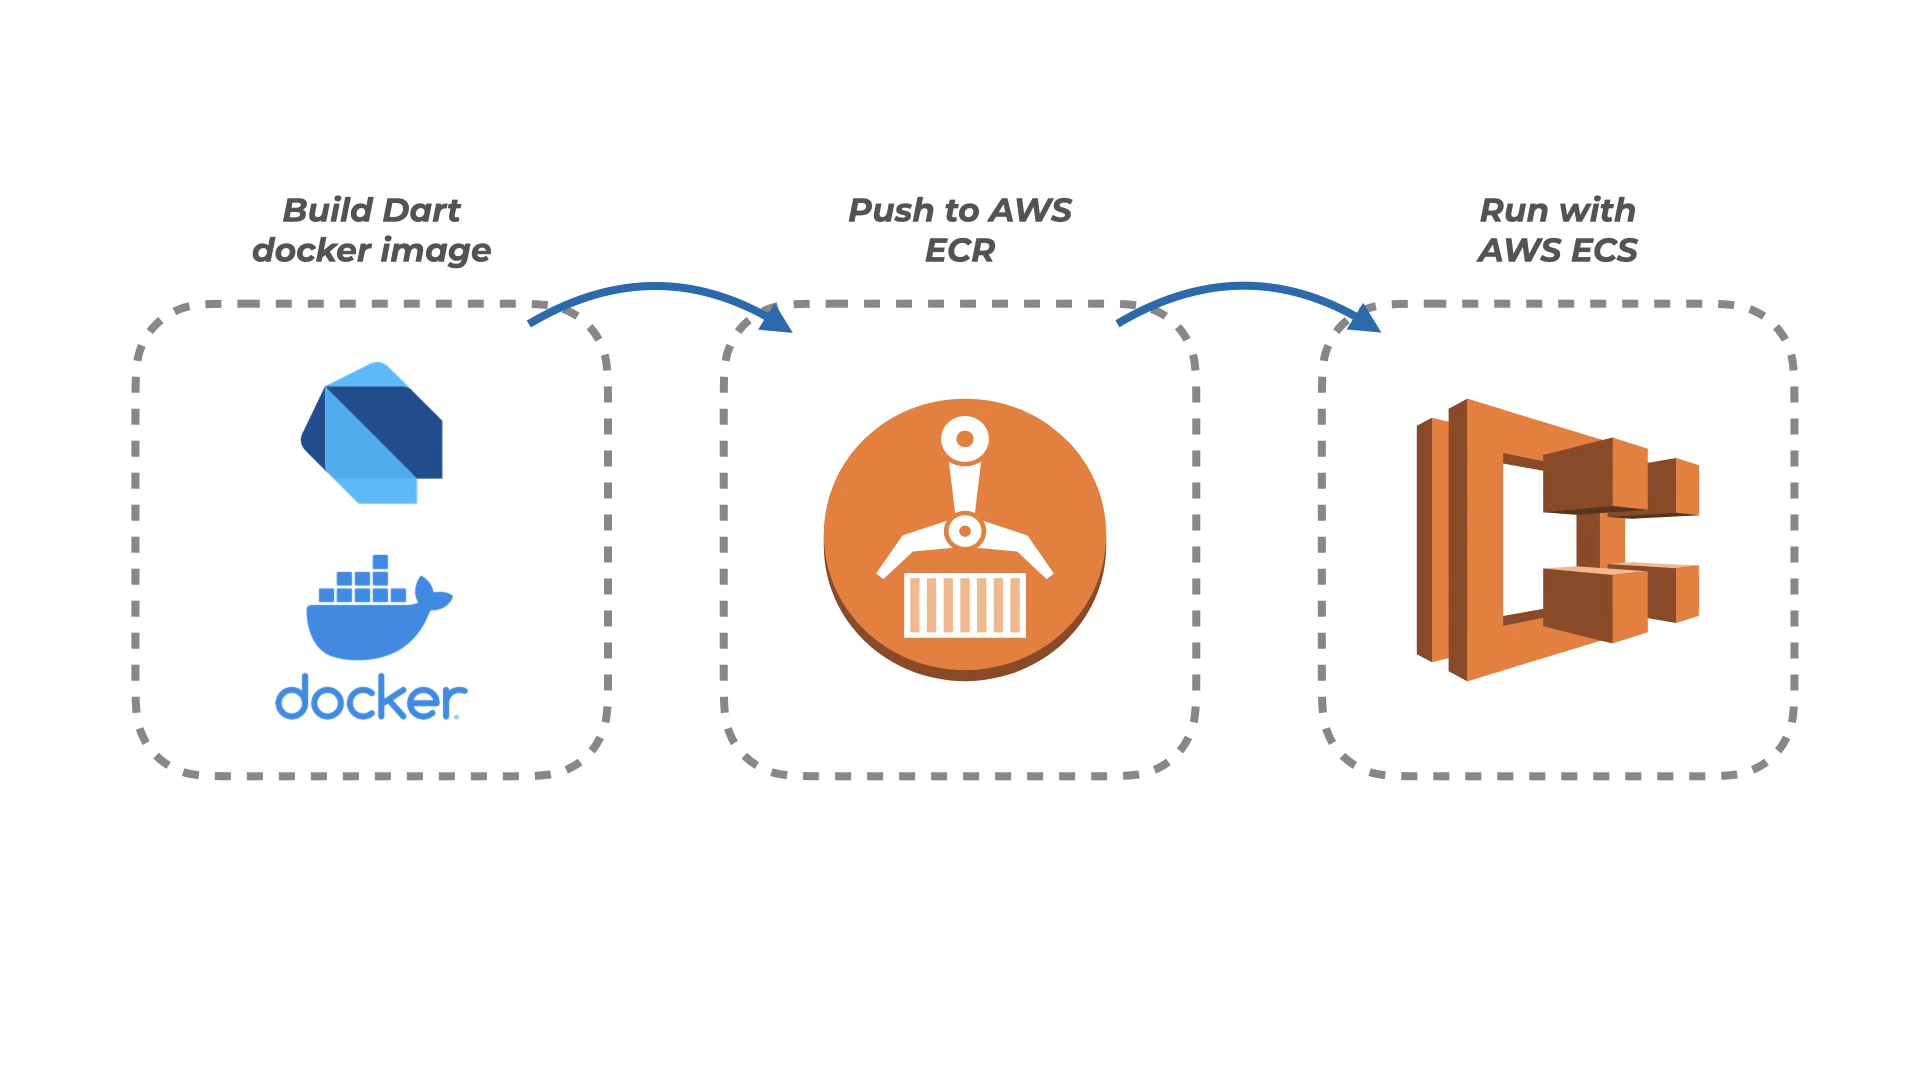 Build Dart
docker image
Push to AWS
ECR
Run with
AWS ECS
docker